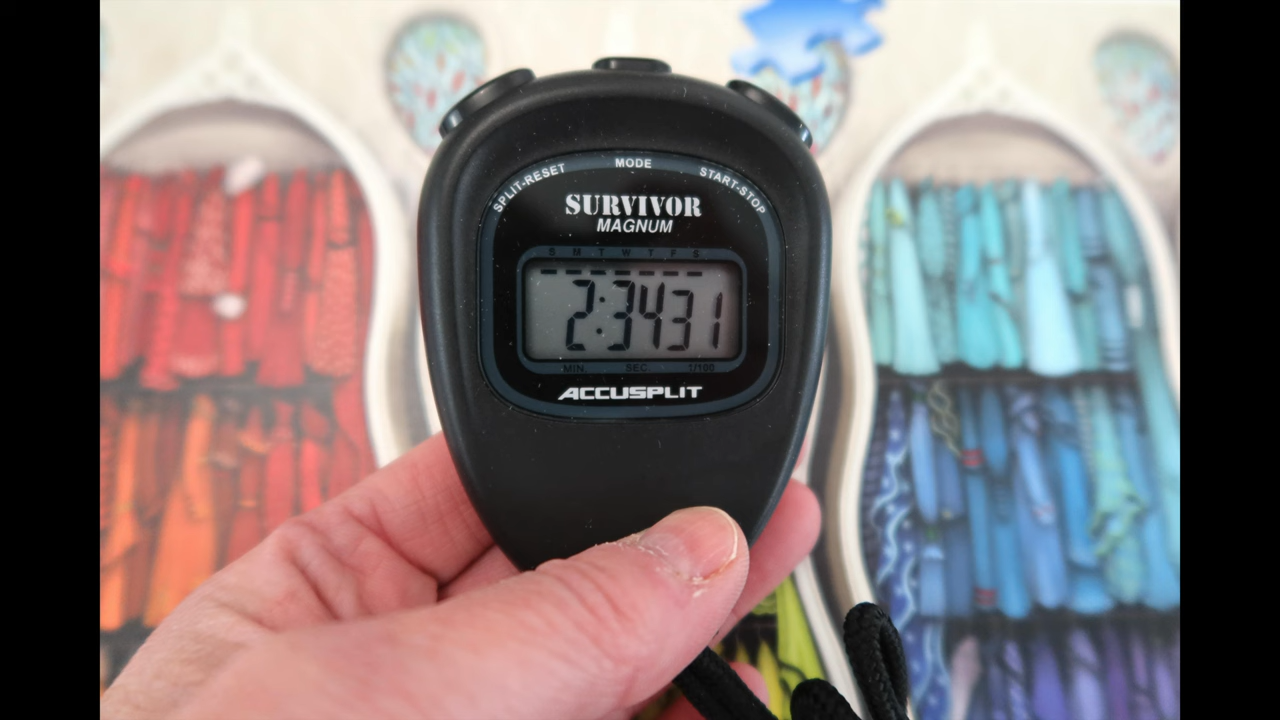 SPLIT-RESET MODE START-STOP
SURVIVOR
MAGNUM
S M T W T F S
2:3431
MIN. SEC. 1/100
ACCUSPLIT